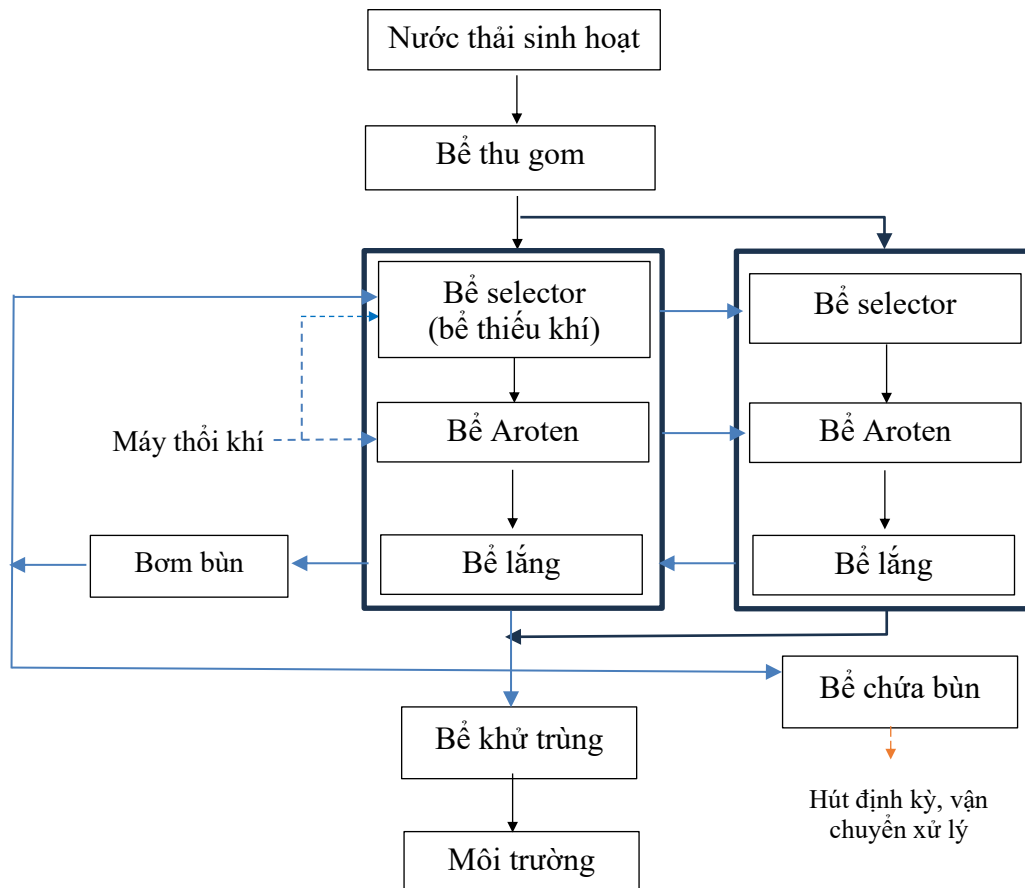 Nước thải sinh hoạt
Bể thu gom
Bể selector
(bể thiếu khí)
Bể selector
Máy thổi khí
Bể Aroten
Bể Aroten
Bơm bùn
Bể lắng
Bể lắng
Bể chứa bùn
Bể khử trùng
Hút định kỳ, vận
chuyển xử lý
Môi trường